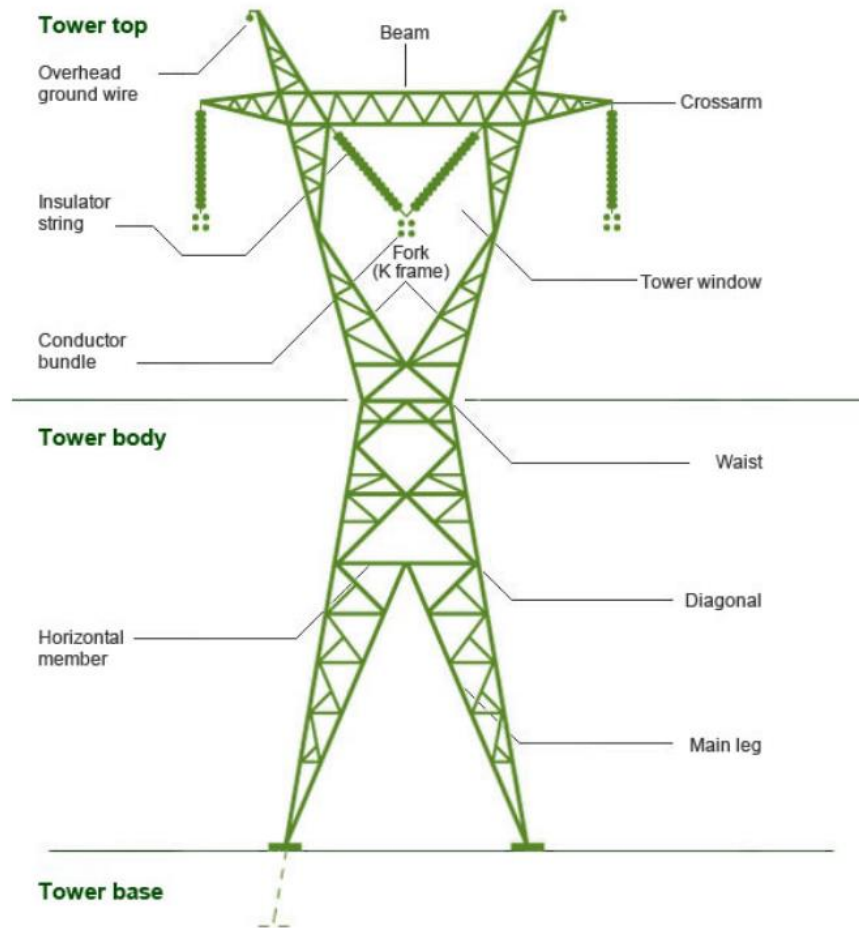 Tower top
Beam
Overhead
ground wire
Crossarm
Insulator
string
Fork
(K frame)
Tower window
Conductor
bundle
Tower body
Waist
Diagonal
Horizontal
member
Main leg
Tower base